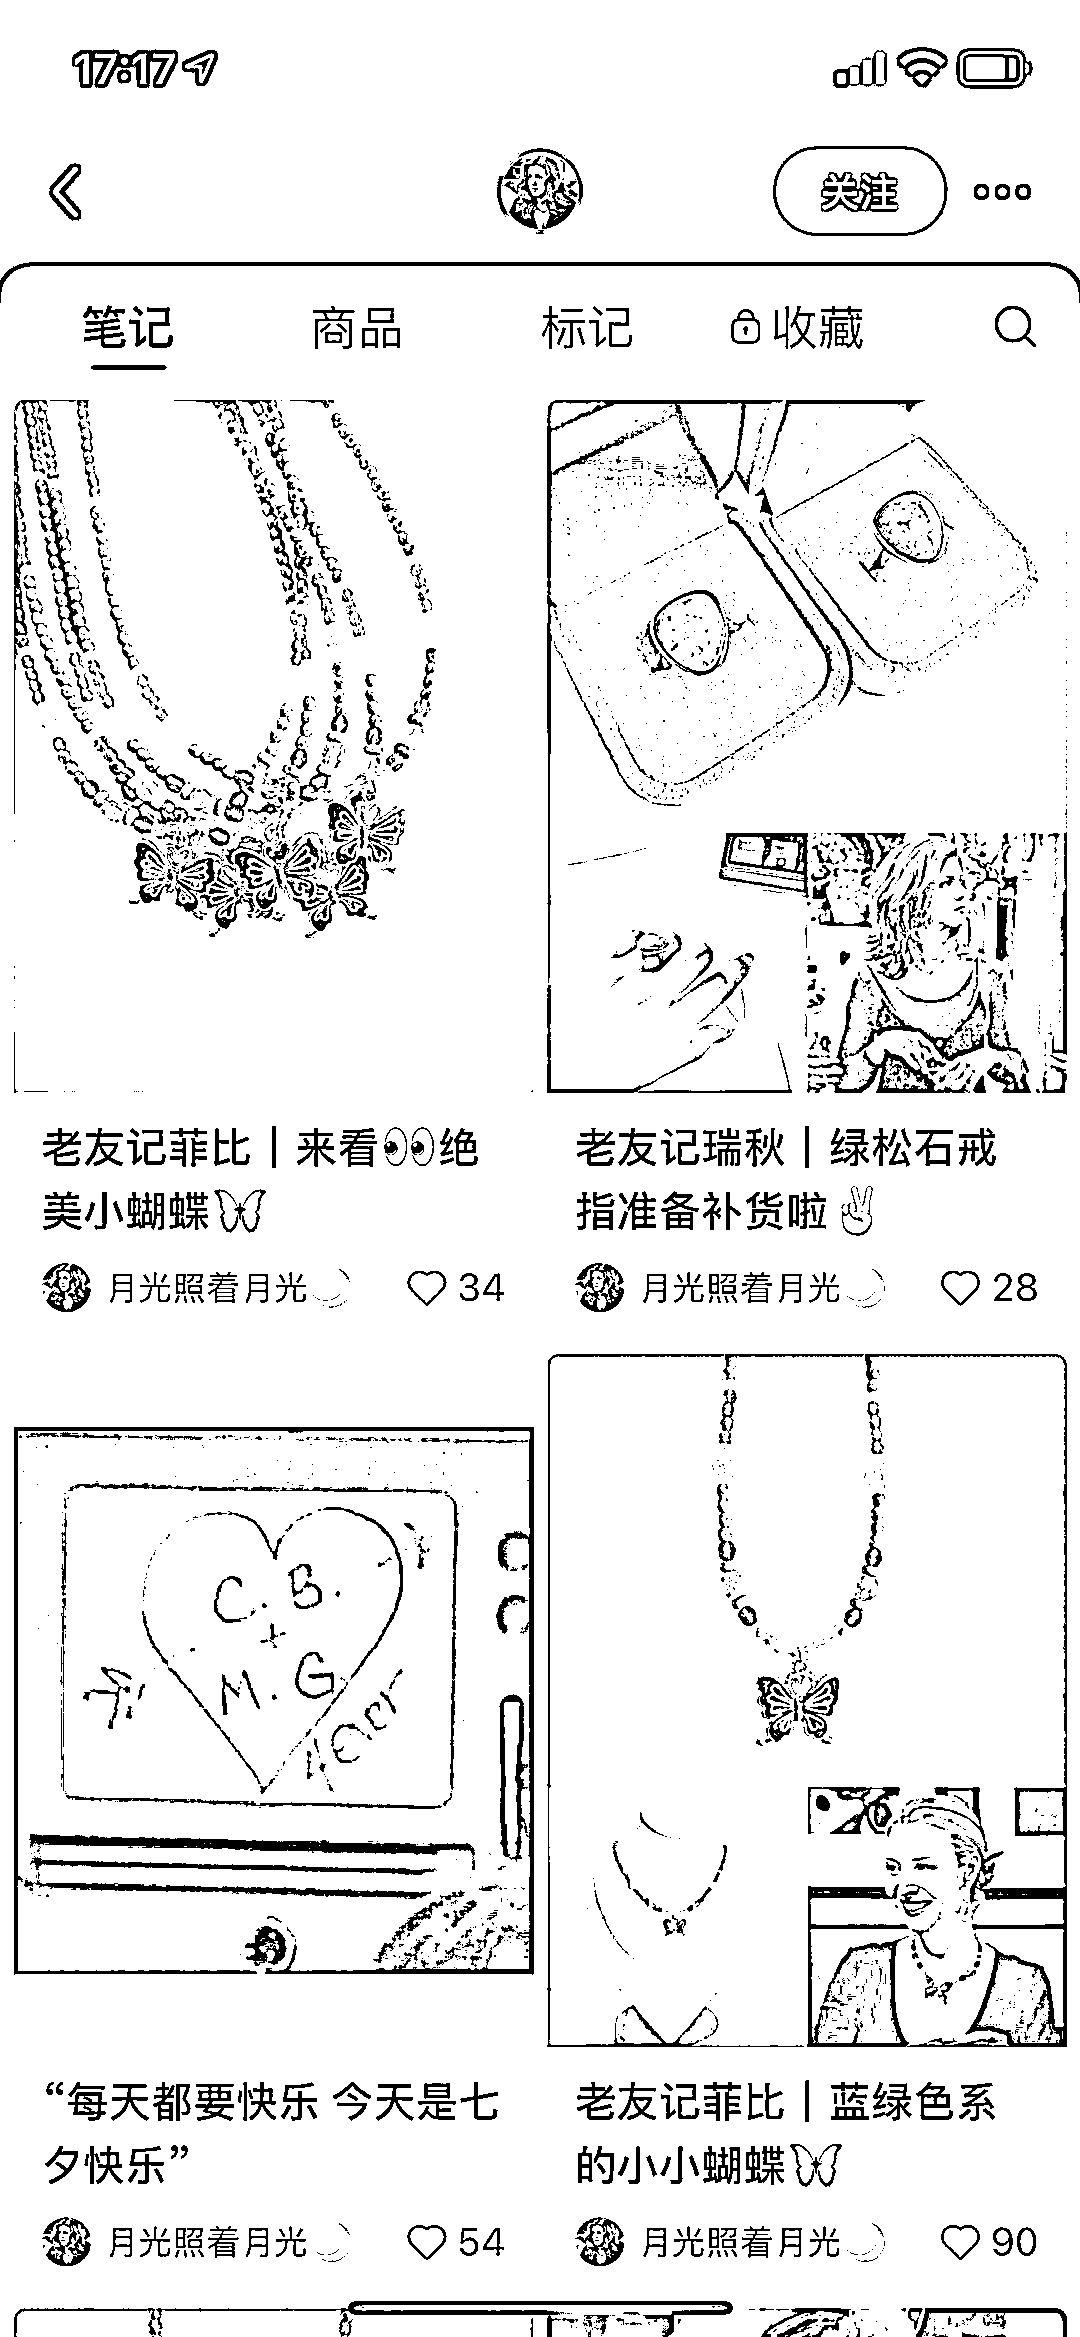 17:17
关注
笔记 商品 标记 收藏
老友记菲比 | 来看👀绝
美小蝴蝶🦋
月光照着月光🌙 34
老友记瑞秋 | 绿松石戒
指准备补货啦✌
月光照着月光🌙 28
C. B.
+
M. G
4Ever
“每天都要快乐 今天是七
夕快乐”
月光照着月光🌙 54
老友记菲比 | 蓝绿色系
的小小蝴蝶🦋
月光照着月光🌙 90